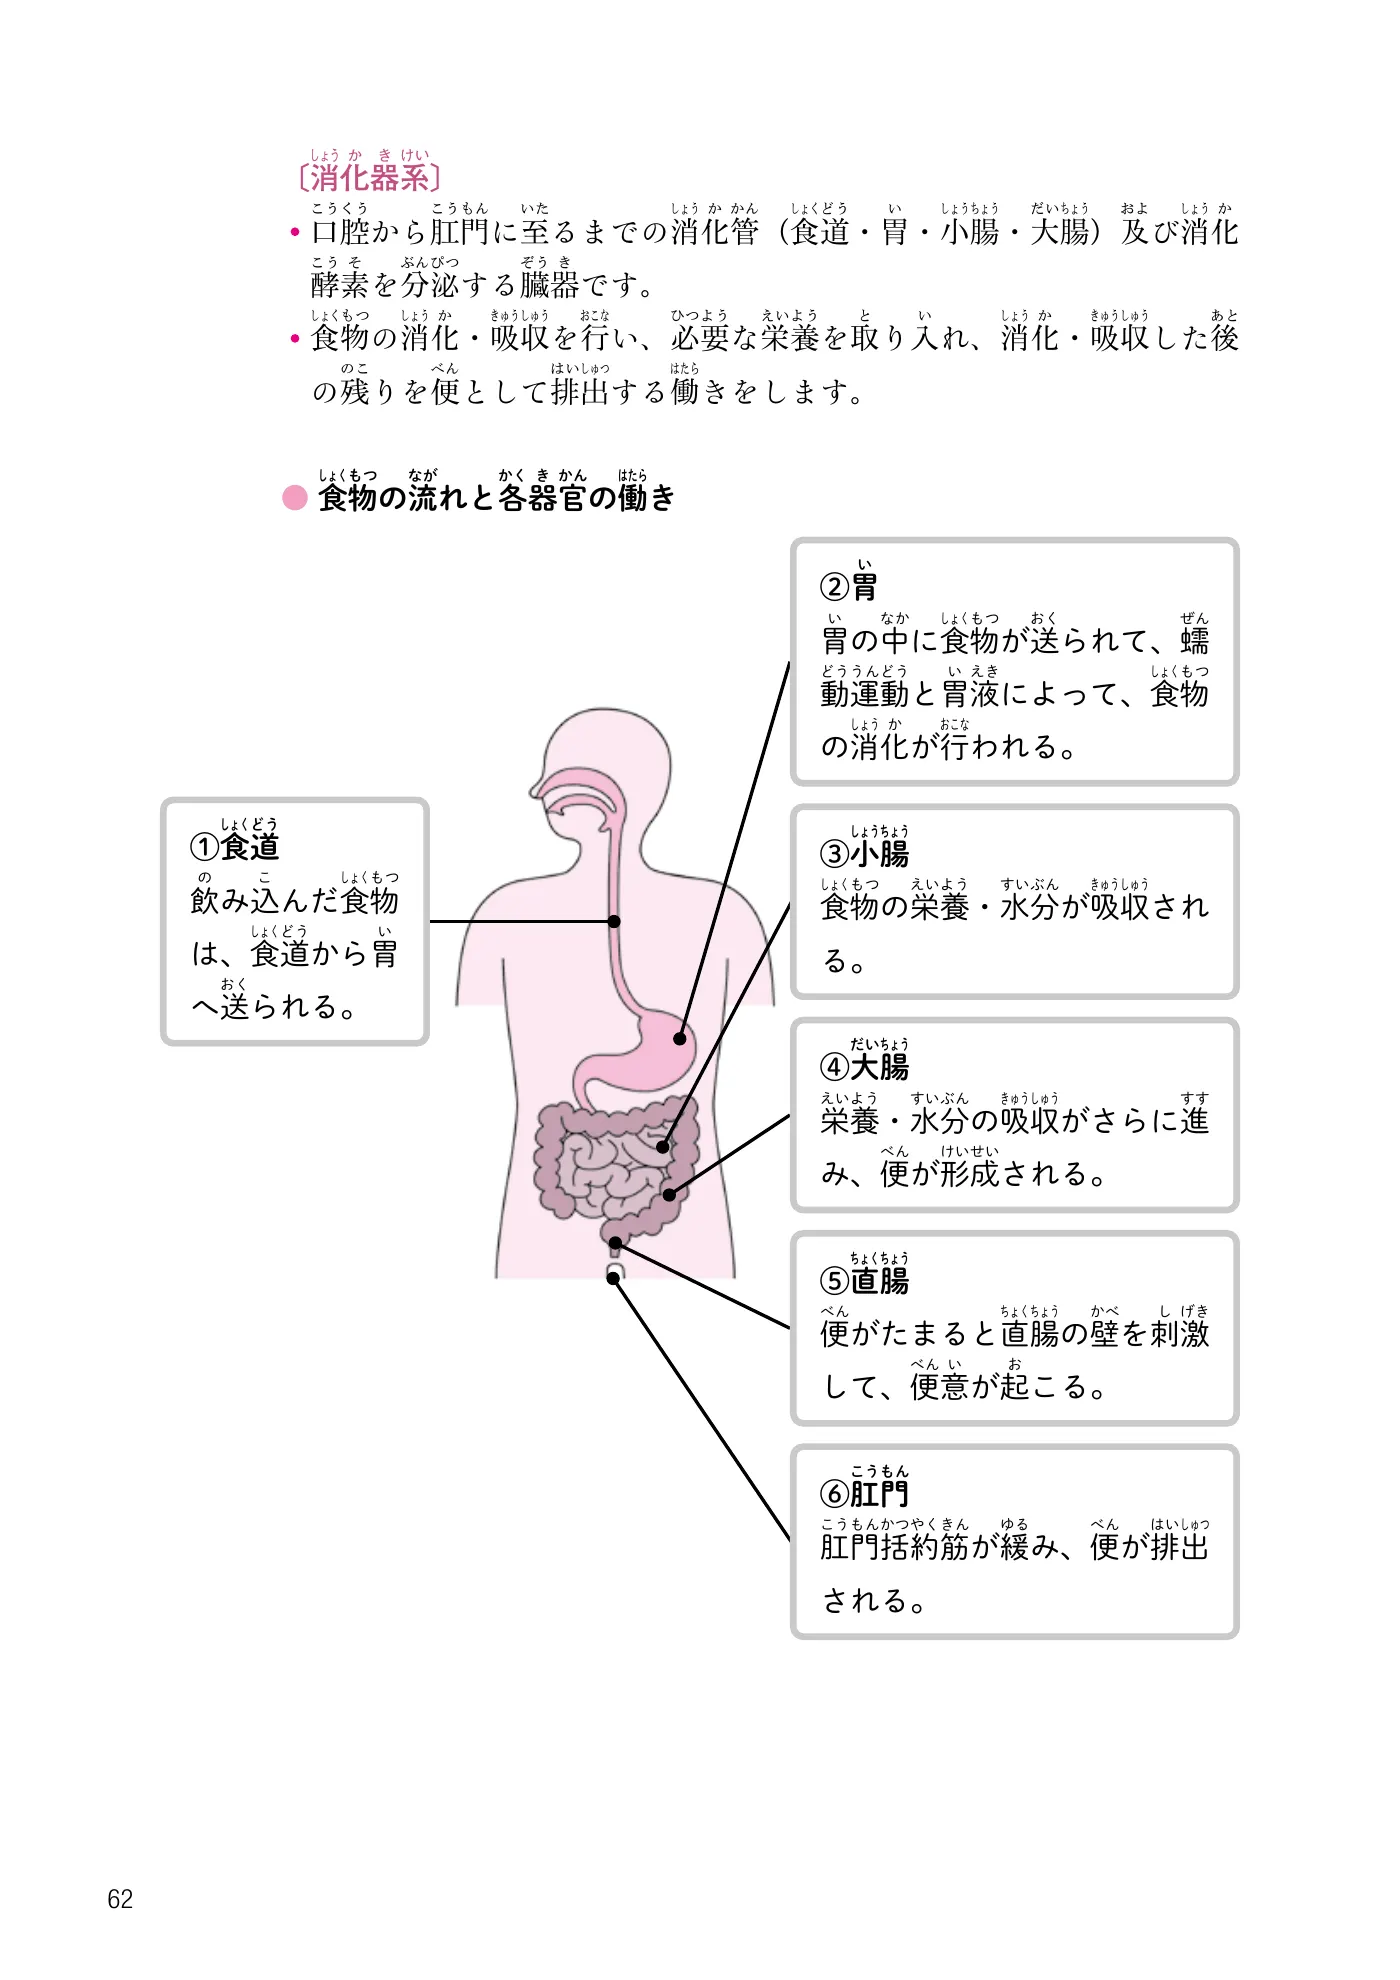 〔消化器系〕
・口腔から肛門に至るまでの消化管（食道・胃・小腸・大腸）及び消化
酵素を分泌する臓器です。
・食物の消化・吸収を行い、必要な栄養を取り入れ、消化・吸収した後
の残りを便として排出する働きをします。
●食物の流れと各器官の働き
①食道
飲み込んだ食物
は、食道から胃
へ送られる。
②胃
胃の中に食物が送られて、蠕
動運動と胃液によって、食物
の消化が行われる。
③小腸
食物の栄養・水分が吸収され
る。
④大腸
栄養・水分の吸収がさらに進
み、便が形成される。
⑤直腸
便がたまると直腸の壁を刺激
して、便意が起こる。
⑥肛門
肛門括約筋が緩み、便が排出
される。
62